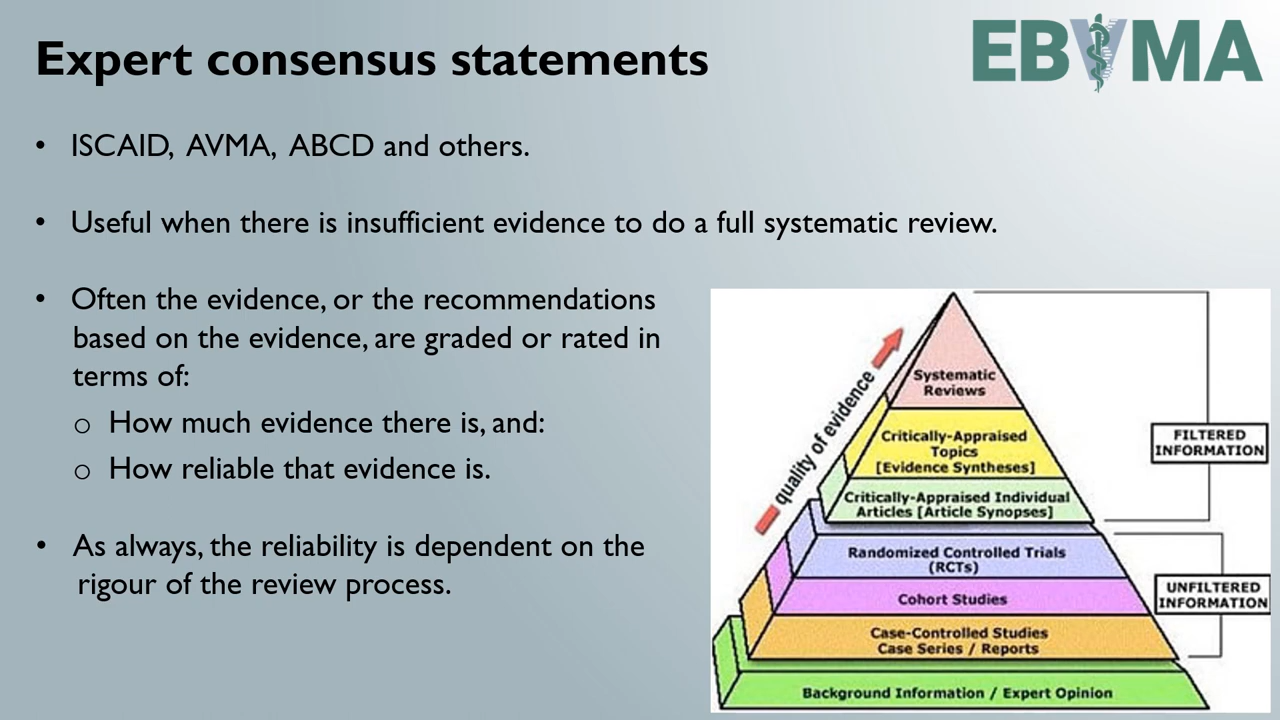 Expert consensus statements
EBVMA
• ISCAID, AVMA, ABCD and others.
• Useful when there is insufficient evidence to do a full systematic review.
• Often the evidence, or the recommendations
based on the evidence, are graded or rated in
terms of:
o How much evidence there is, and:
o How reliable that evidence is.
• As always, the reliability is dependent on the
rigour of the review process.
quality of evidence
Systematic
Reviews
Critically-Appraised
Topics
[Evidence Syntheses]
Critically-Appraised Individual
Articles [Article Synopses]
FILTERED
INFORMATION
Randomized Controlled Trials
(RCTs)
Cohort Studies
Case-Controlled Studies
Case Series / Reports
UNFILTERED
INFORMATION
Background Information / Expert Opinion